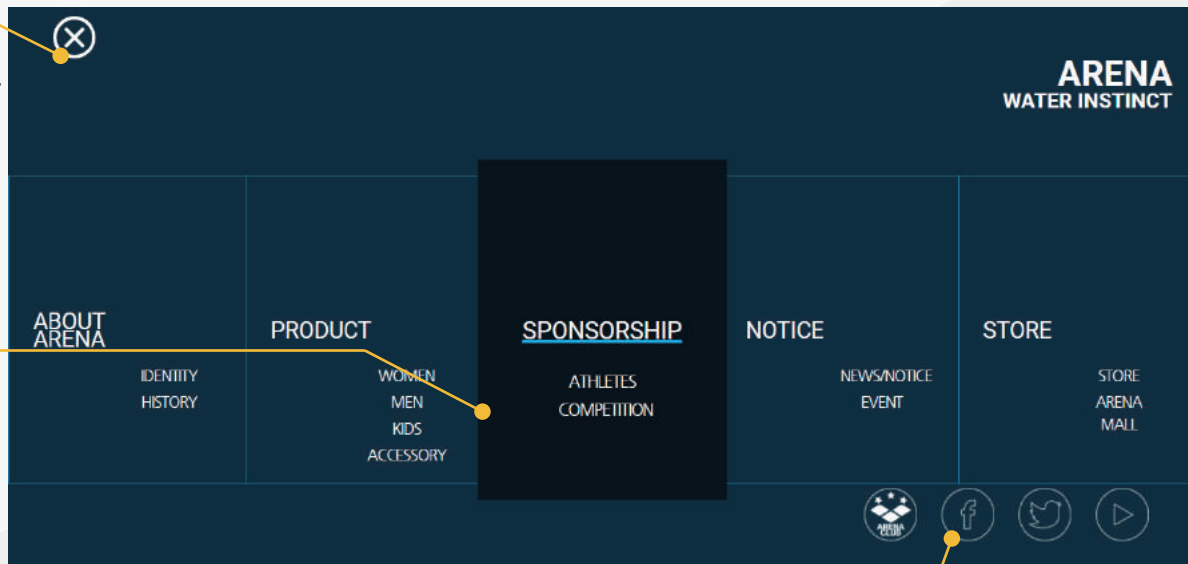 ARENA
WATER INSTINCT
ABOUT
ARENA
IDENTITY
HISTORY
PRODUCT
WOMEN
MEN
KIDS
ACCESSORY
SPONSORSHIP
ATHLETES
COMPETITION
NOTICE
NEWS/NOTICE
EVENT
STORE
STORE
ARENA
MALL
ARENA
CLUB